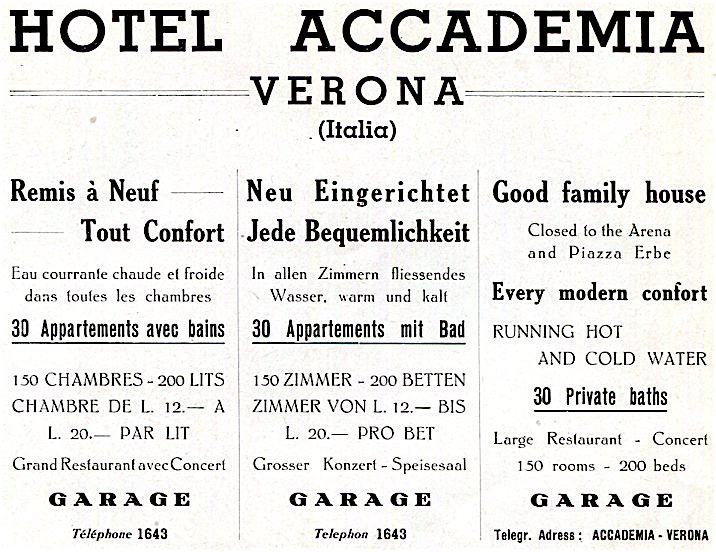 HOTEL ACCADEMIA
VERONA
(Italia)
Remis à Neuf
Tout Confort
Eau courrante chaude et froide
dans toutes les chambres
30 Appartements avec bains
150 CHAMBRES - 200 LITS
CHAMBRE DE L. 12.— A
L. 20.— PAR LIT
Grand Restaurant avec Concert
GARAGE
Téléphone 1643
Neu Eingerichtet
Jede Bequemlichkeit
In allen Zimmern fliessendes
Wasser, warm und kalt
30 Appartements mit Bad
150 ZIMMER - 200 BETTEN
ZIMMER VON L. 12.— BIS
L. 20.— PRO BET
Grosser Konzert - Speisesaal
GARAGE
Telephon 1643
Good family house
Closed to the Arena
and Piazza Erbe
Every modern confort
RUNNING HOT
AND COLD WATER
30 Private baths
Large Restaurant - Concert
150 rooms - 200 beds
GARAGE
Telegr. Adress: ACCADEMIA - VERONA